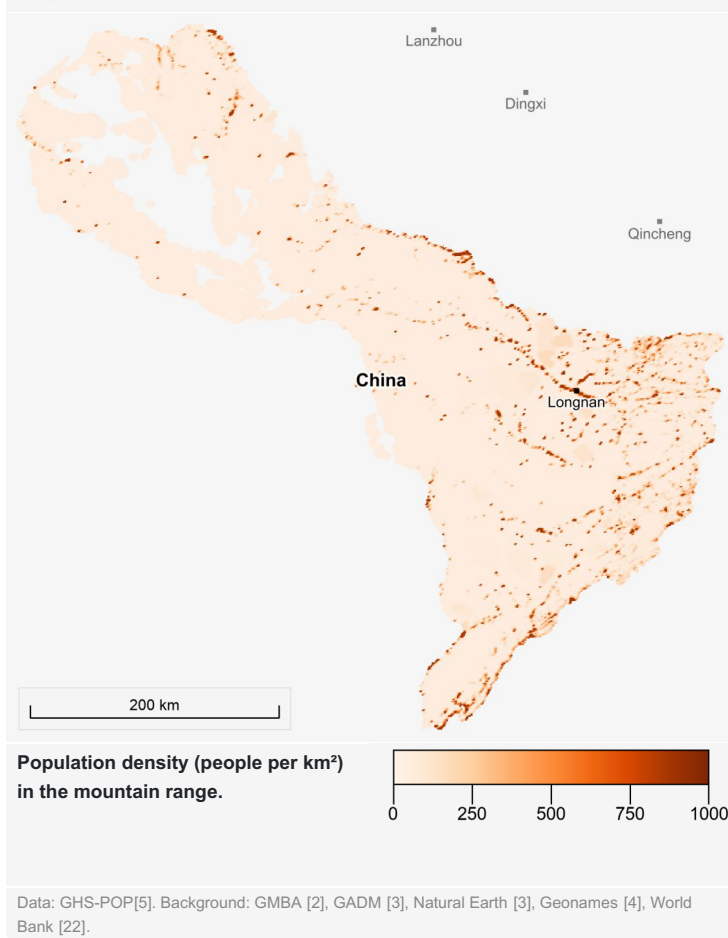 Lanzhou
Dingxi
Qincheng
China
Longnan
200 km
Population density (people per km²)
in the mountain range.
0 250 500 750 1000
Data: GHS-POP[5]. Background: GMBA [2], GADM [3], Natural Earth [3], Geonames [4], World
Bank [22].